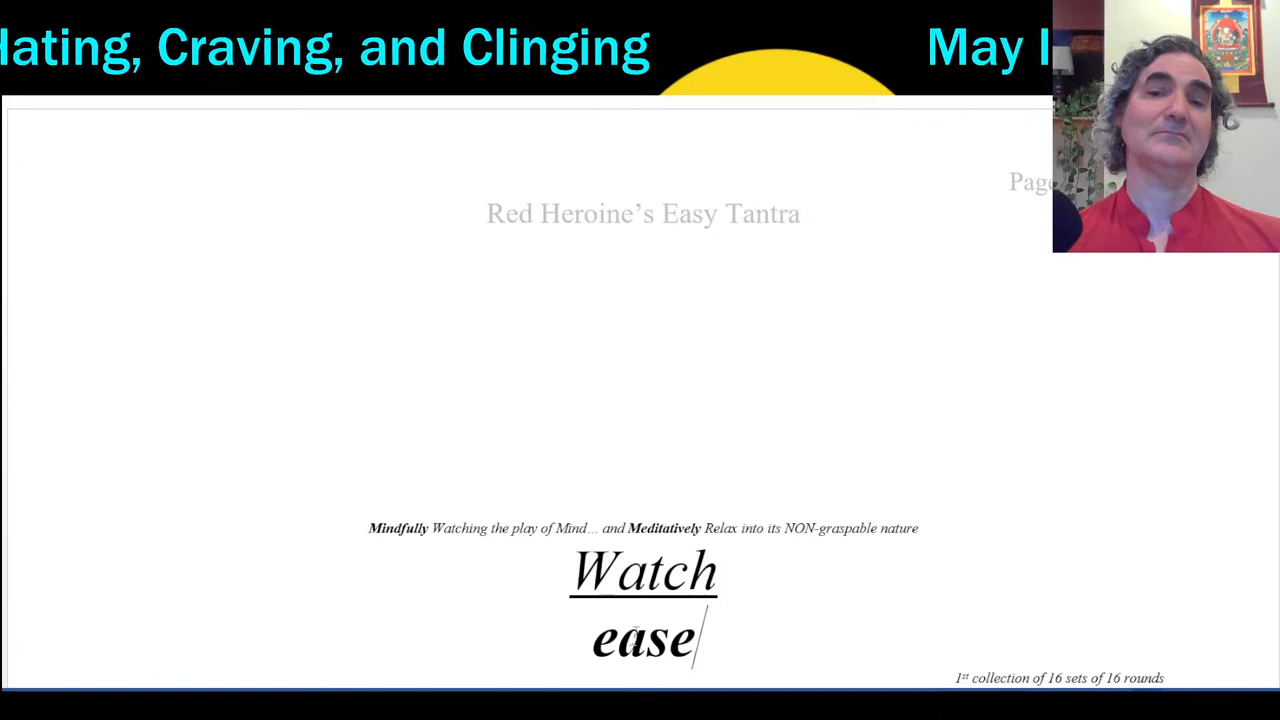 Hating, Craving, and Clinging May I
Page
Red Heroine’s Easy Tantra
Mindfully Watching the play of Mind… and Meditatively Relax into its NON-graspable nature
Watch
ease
1st collection of 16 sets of 16 rounds